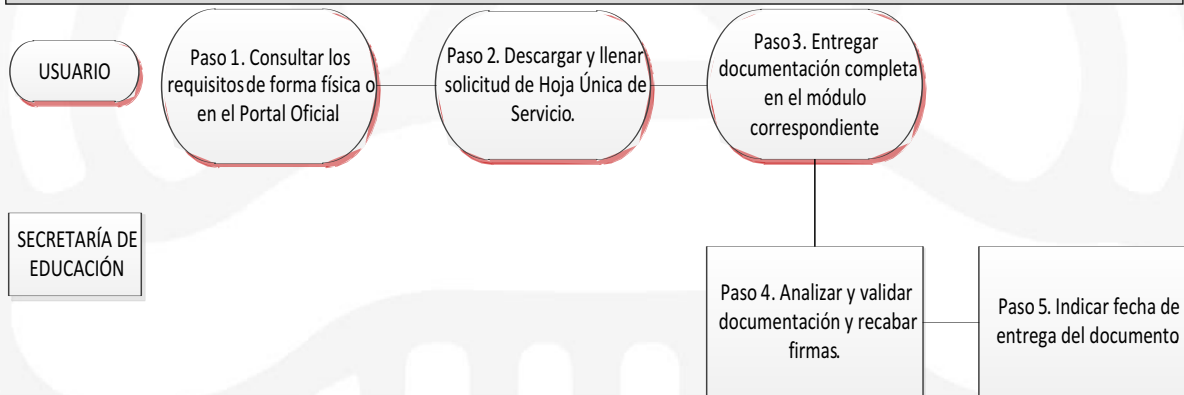 USUARIO
Paso 1. Consultar los
requisitos de forma física o
en el Portal Oficial
Paso 2. Descargar y llenar
solicitud de Hoja Única de
Servicio.
Paso 3. Entregar
documentación completa
en el módulo
correspondiente
SECRETARÍA DE
EDUCACIÓN
Paso 4. Analizar y validar
documentación y recabar
firmas.
Paso 5. Indicar fecha de
entrega del documento